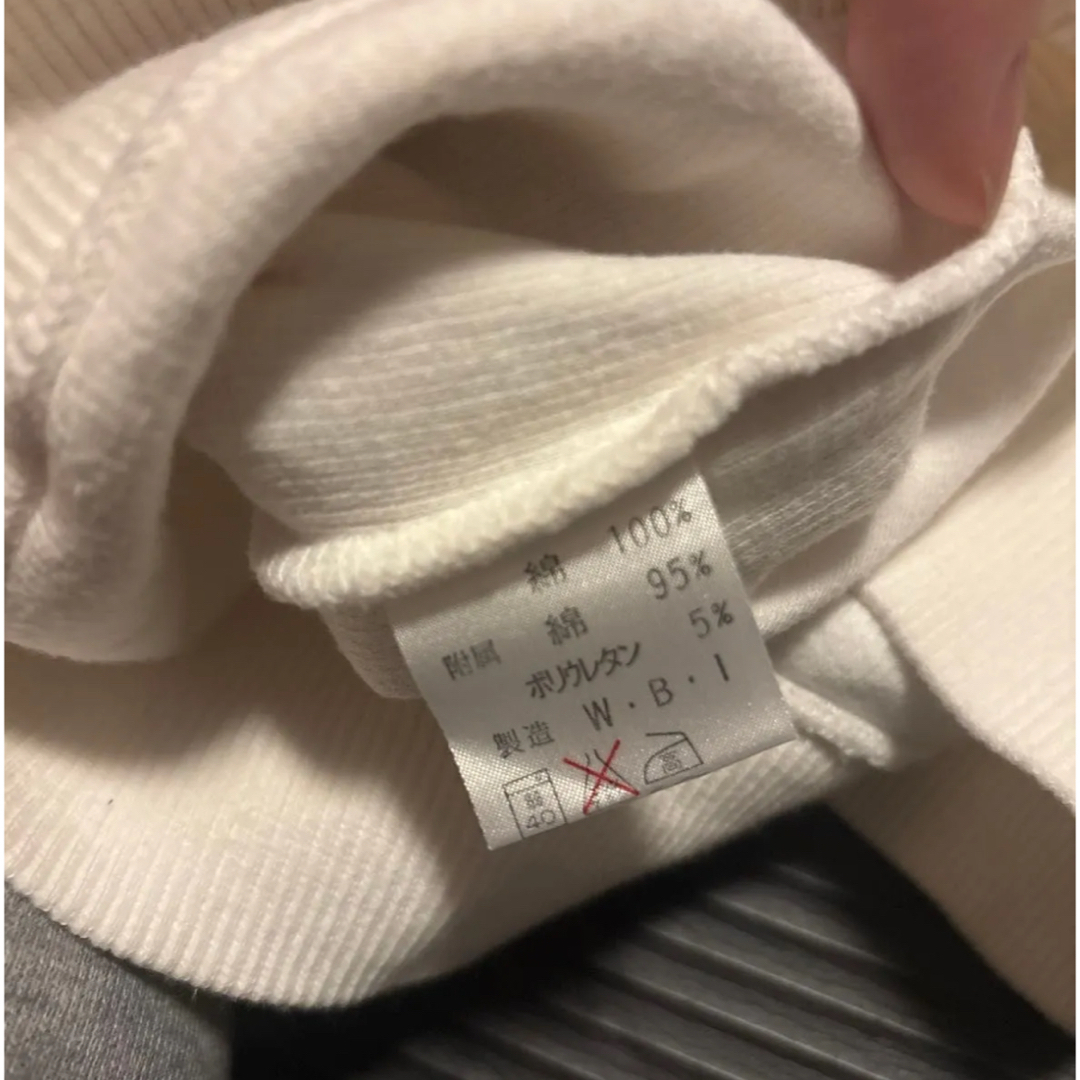 綿 100%
附属 綿 95%
ポリウレタン 5%
製造 W・B・I
弱 40 高